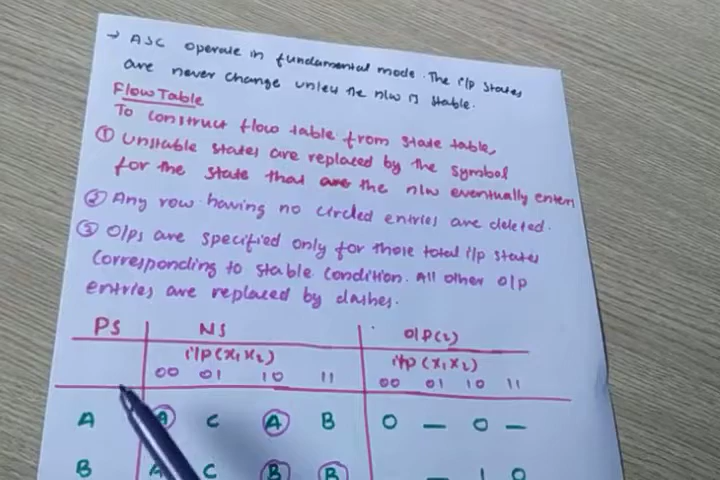 → ASC operate in fundamental mode. The i/p states
are never change unless the n/w is stable.
Flow Table
To construct flow table from state table,
① Unstable states are replaced by the symbol
for the state that are the n/w eventually enters
② Any row having no circled entries are deleted.
③ O/ps are specified only for those total i/p states
corresponding to stable condition. All other o/p
entries are replaced by dashes.
PS NS O/P(z)
i/p(x₁x₂) i/p(x₁x₂)
00 01 10 11 00 01 10 11
A A C A B 0 — 0 —
B A C B B — 1 0